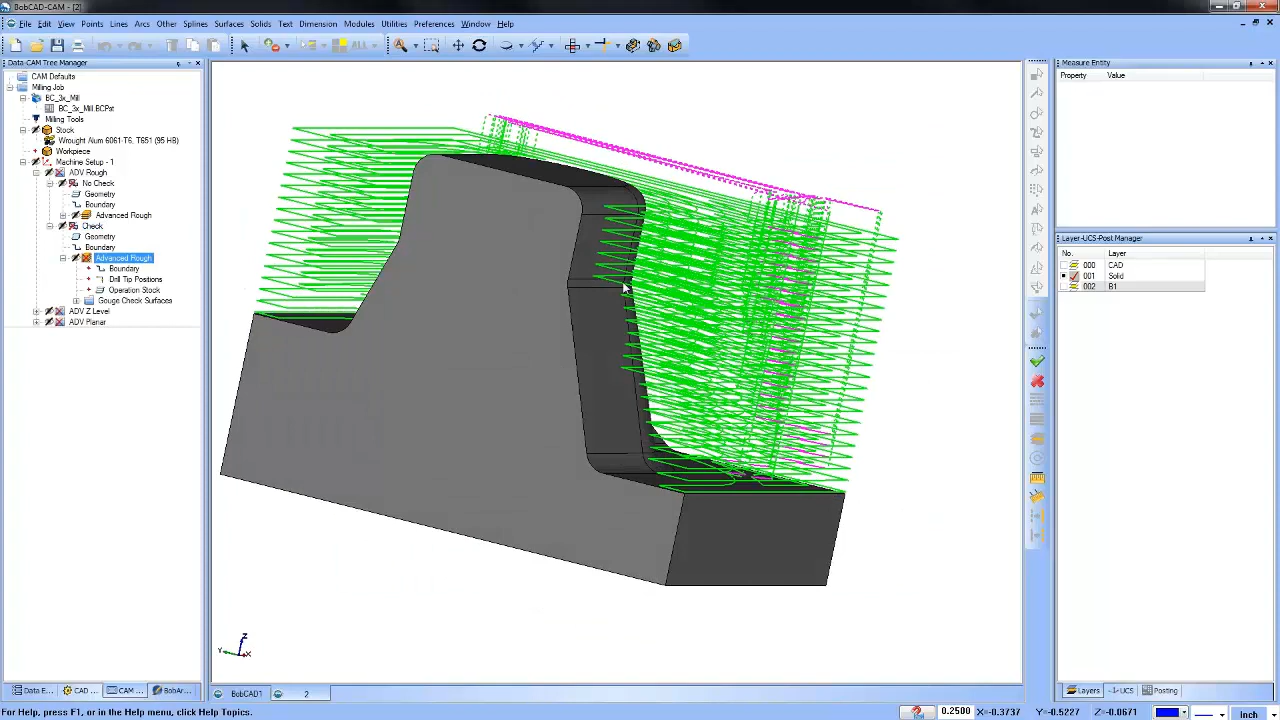 BobCAD-CAM - [2]
File Edit View Points Lines Arcs Other Splines Surfaces Solids Text Dimension Modules Utilities Preferences Window Help
ALL
Data-CAM Tree Manager
CAM Defaults
Milling Job
BC_3x_Mill
BC_3x_Mill.BCPst
Milling Tools
Stock
Wrought Alum 6061-T6, T651 (95 HB)
Workpiece
Machine Setup - 1
ADV Rough
No Check
Geometry
Boundary
Advanced Rough
Check
Geometry
Boundary
Advanced Rough
Boundary
Drill Tip Positions
Operation Stock
Gouge Check Surfaces
ADV Z Level
ADV Planar
Data E... CAD ... CAM ... BobAr...
Z
Y
X
BobCAD1 2
Measure Entity
Property Value
Layer-UCS-Post Manager
No. Layer
000 CAD
001 Solid
002 B1
Layers UCS Posting
For Help, press F1, or in the Help menu, click Help Topics.
0.2500 X=-0.3737 Y=-0.5227 Z=-0.0671 Inch